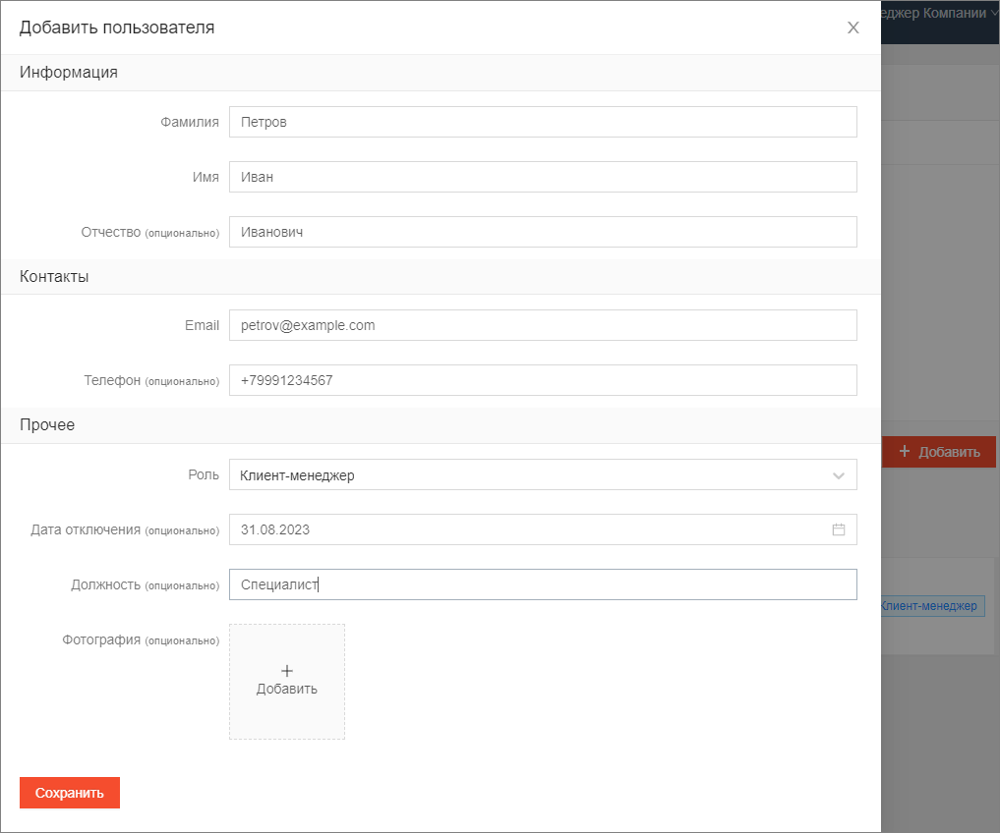 Добавить пользователя
Менеджер Компании
Информация
Фамилия Петров
Имя Иван
Отчество (опционально) Иванович
Контакты
Email petrov@example.com
Телефон (опционально) +79991234567
Прочее
+ Добавить
Роль Клиент-менеджер
Дата отключения (опционально) 31.08.2023
Должность (опционально) Специалист
Клиент-менеджер
Фотография (опционально)
+
Добавить
Сохранить